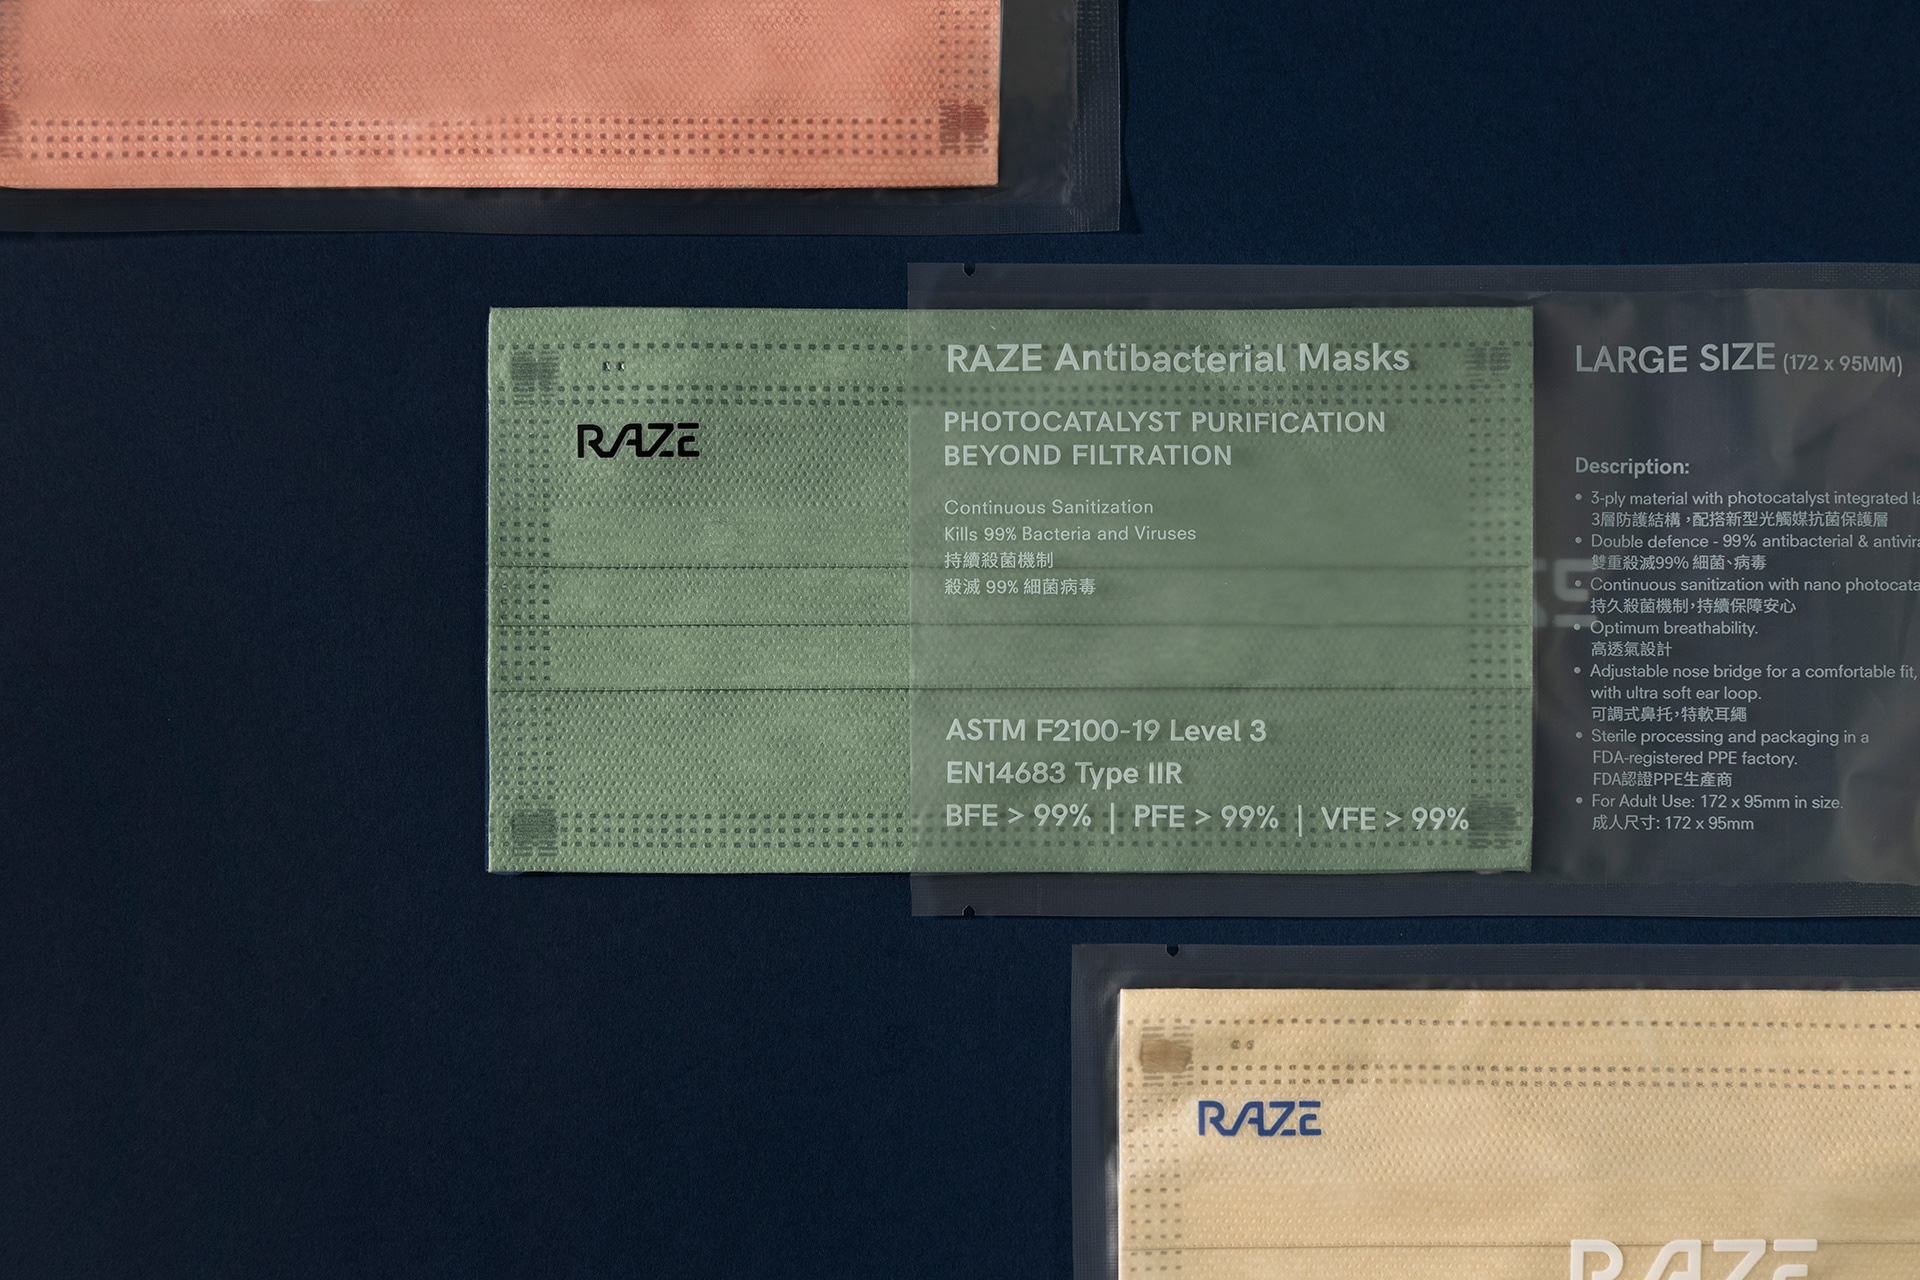 RAZE
RAZE Antibacterial Masks
PHOTOCATALYST PURIFICATION
BEYOND FILTRATION
Continuous Sanitization
Kills 99% Bacteria and Viruses
持續殺菌機制
殺滅 99% 細菌病毒
ASTM F2100-19 Level 3
EN14683 Type IIR
BFE > 99% | PFE > 99% | VFE > 99%
LARGE SIZE (172 x 95MM)
Description:
• 3-ply material with photocatalyst integrated
3層防護結構，配搭新型光觸媒抗菌保護層
• Double defence - 99% antibacterial &
雙重殺滅99% 細菌、病毒
• Continuous sanitization with nano
持久殺菌機制，持續保障安心
• Optimum breathability.
高透氣設計
• Adjustable nose bridge for a comfortable fit,
with ultra soft ear loop.
可調式鼻托，特軟耳繩
• Sterile processing and packaging in a
FDA-registered PPE factory.
FDA認證PPE生產商
• For Adult Use: 172 x 95mm in size.
成人尺寸: 172 x 95mm
RAZE
RAZE